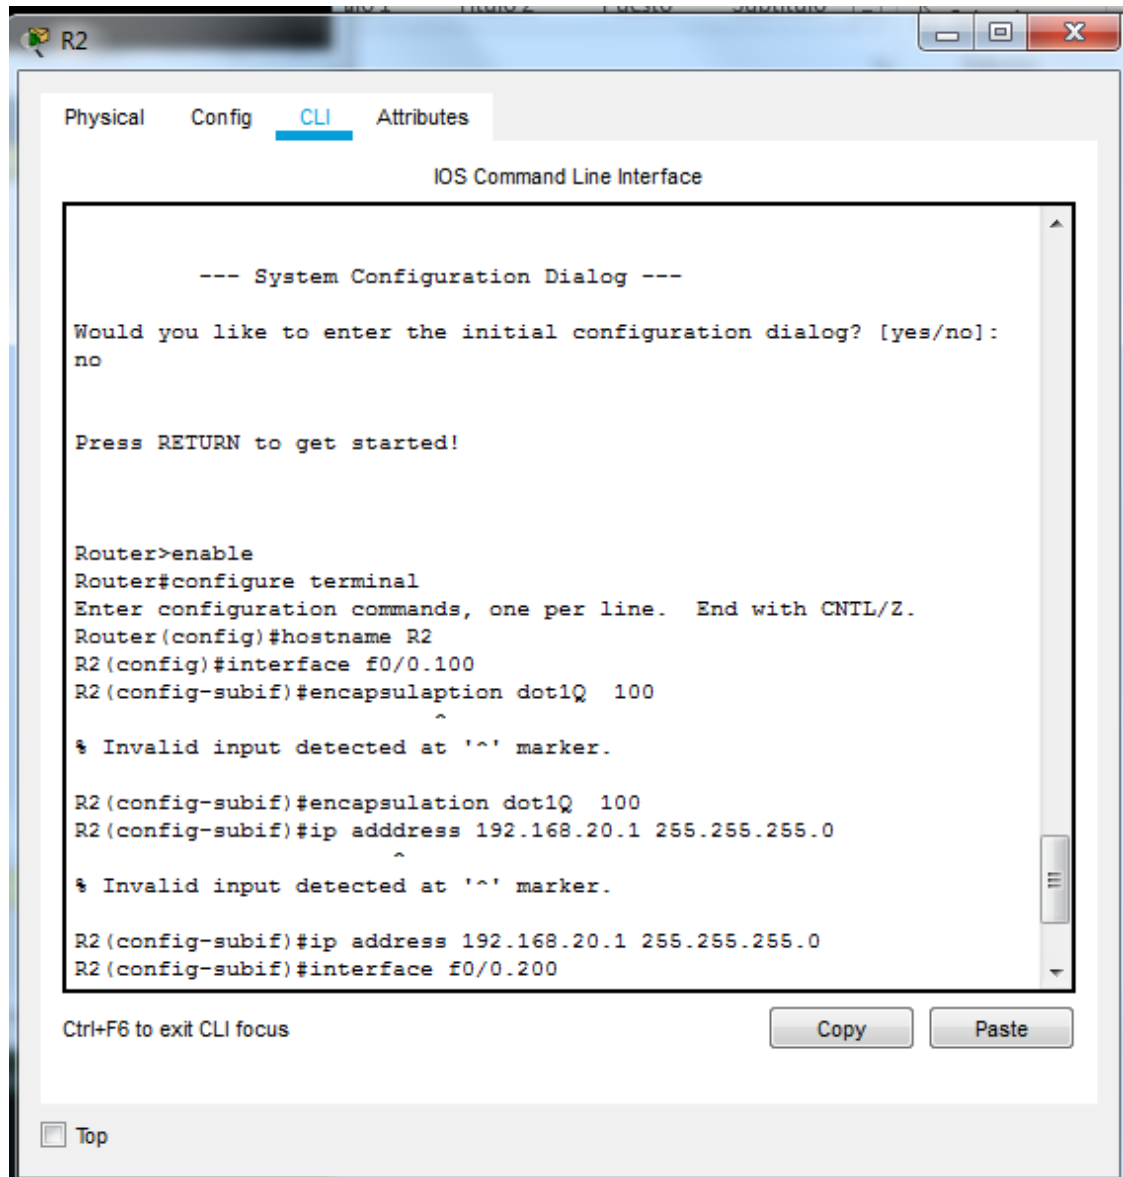 Título 2 Puesto Subtítulo
R2
Physical Config CLI Attributes
IOS Command Line Interface
--- System Configuration Dialog ---
Would you like to enter the initial configuration dialog? [yes/no]:
no
Press RETURN to get started!
Router>enable
Router#configure terminal
Enter configuration commands, one per line.  End with CNTL/Z.
Router(config)#hostname R2
R2(config)#interface f0/0.100
R2(config-subif)#encapsulaption dot1Q  100
^
% Invalid input detected at '^' marker.
R2(config-subif)#encapsulation dot1Q  100
R2(config-subif)#ip adddress 192.168.20.1 255.255.255.0
^
% Invalid input detected at '^' marker.
R2(config-subif)#ip address 192.168.20.1 255.255.255.0
R2(config-subif)#interface f0/0.200
Ctrl+F6 to exit CLI focus
Copy Paste
Top